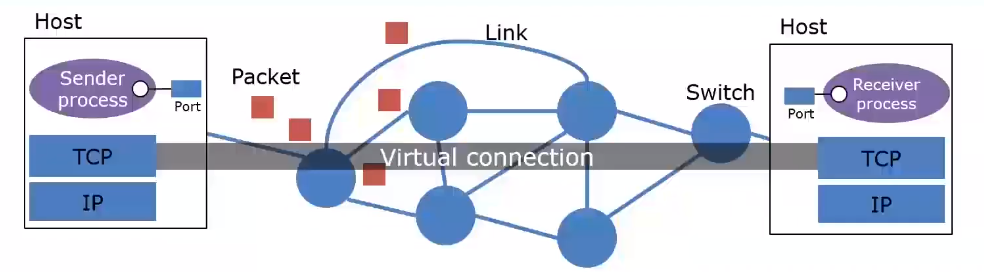 Host
Sender
process
Port
TCP
IP
Packet
Link
Virtual connection
Switch
Host
Receiver
process
Port
TCP
IP